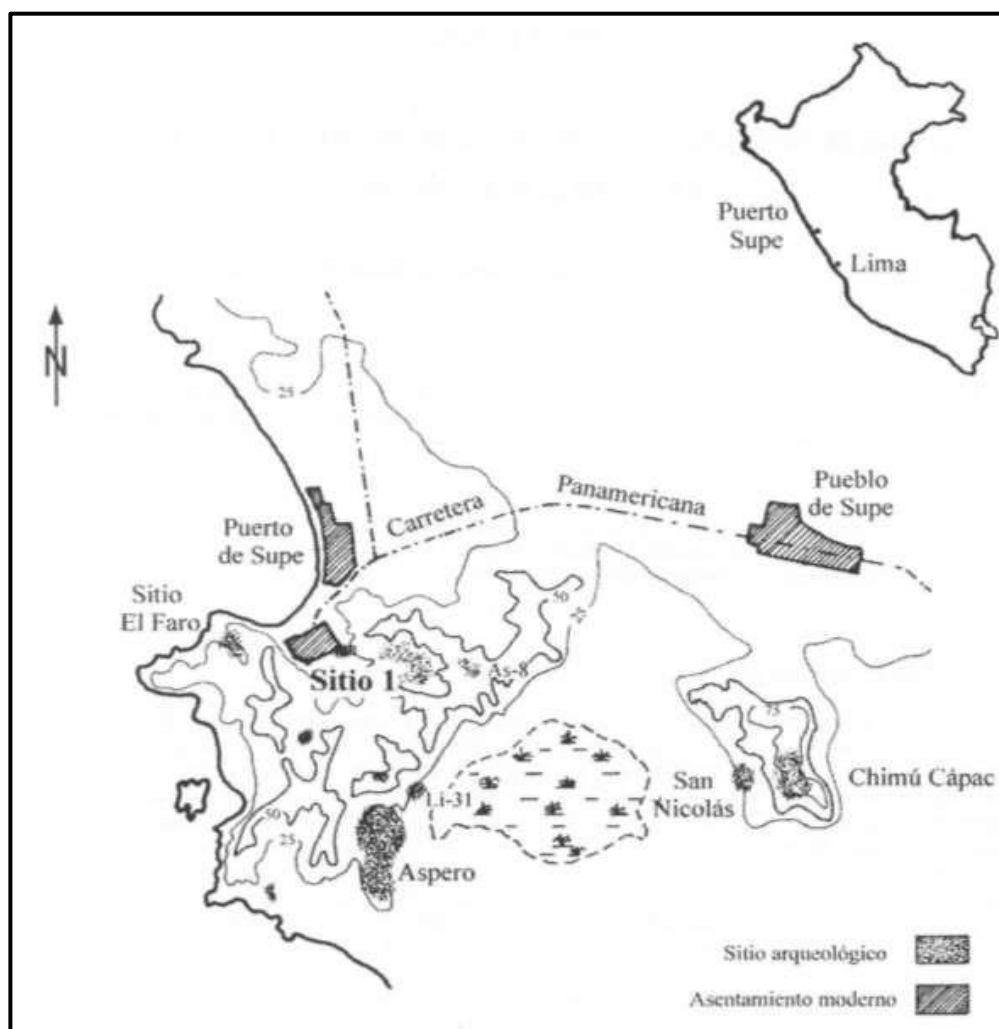 Puerto
Supe
Lima
N
25
Carretera
Panamericana
Pueblo
de Supe
Puerto
de Supe
Sitio
El Faro
50
25
Sitio 1
As-8
75
San
Nicolás
Chimú Cápac
Li-31
50
25
Aspero
Sitio arqueológico
Asentamiento moderno